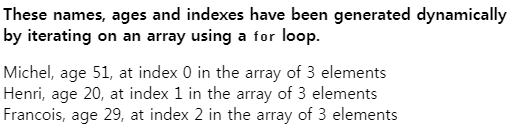 These names, ages and indexes have been generated dynamically
by iterating on an array using a for loop.
Michel, age 51, at index 0 in the array of 3 elements
Henri, age 20, at index 1 in the array of 3 elements
Francois, age 29, at index 2 in the array of 3 elements